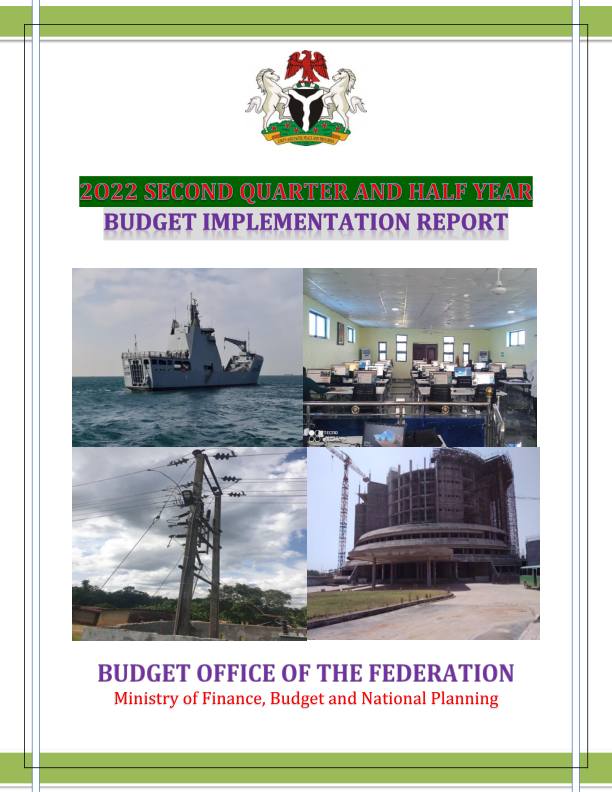 2022 SECOND QUARTER AND HALF YEAR
BUDGET IMPLEMENTATION REPORT
TECNO
BUDGET OFFICE OF THE FEDERATION
Ministry of Finance, Budget and National Planning